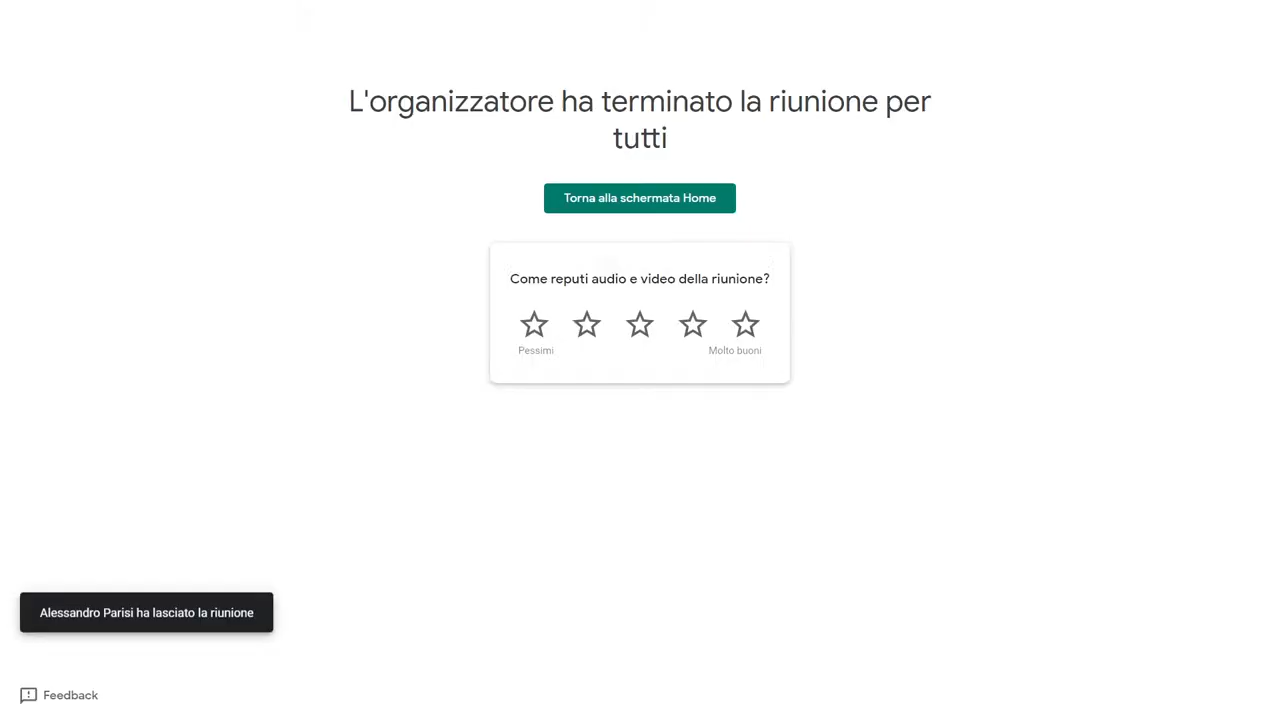 L'organizzatore ha terminato la riunione per
tutti
Torna alla schermata Home
Come reputi audio e video della riunione?
Pessimi
Molto buoni
Alessandro Parisi ha lasciato la riunione
Feedback